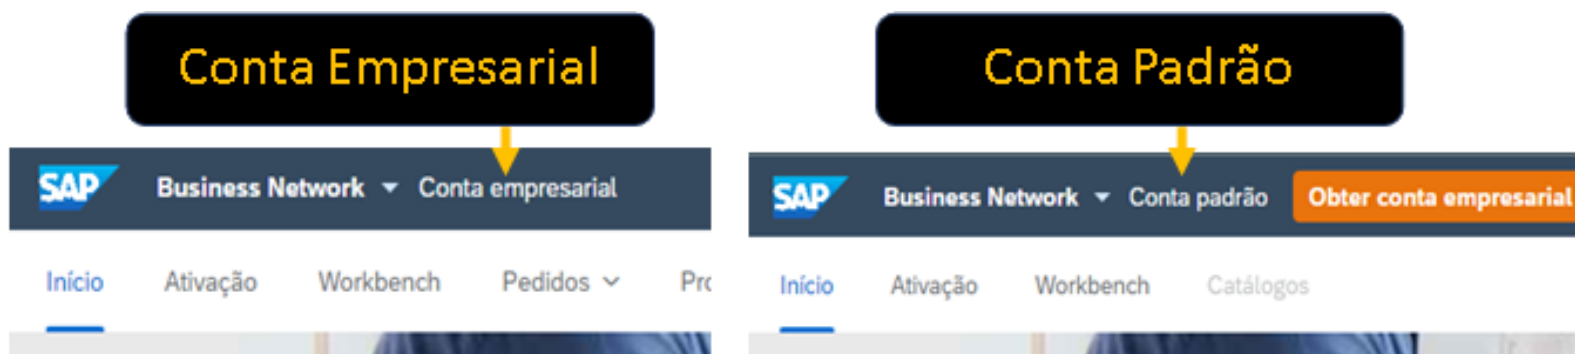 Conta Empresarial
SAP Business Network Conta empresarial
Início Ativação Workbench Pedidos
Conta Padrão
SAP Business Network Conta padrão Obter conta empresarial
Início Ativação Workbench Catálogos